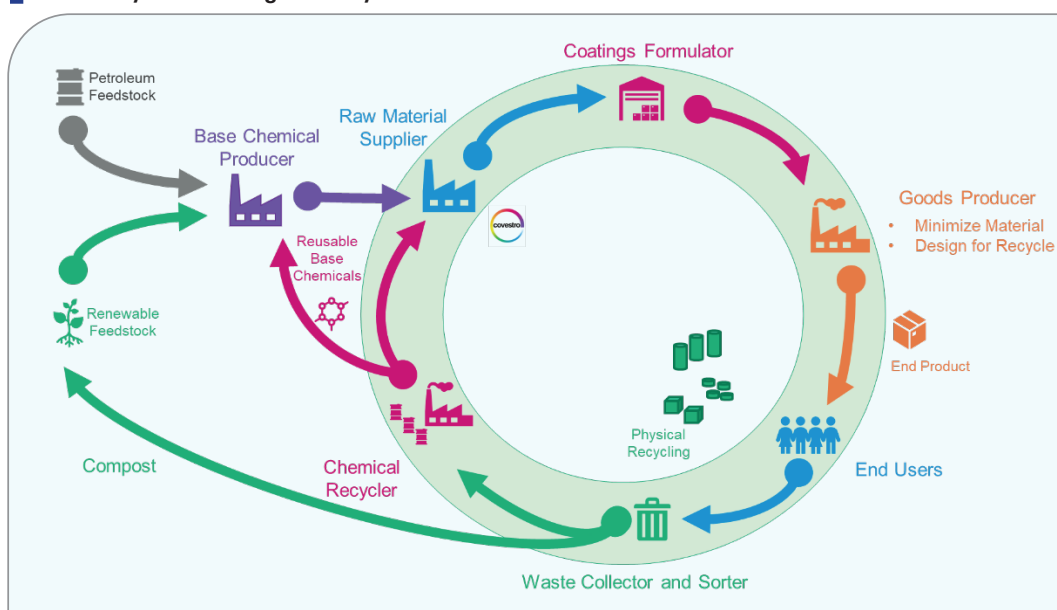 Coatings Formulator
Petroleum
Feedstock
Raw Material
Supplier
Base Chemical
Producer
covestro
Goods Producer
• Minimize Material
• Design for Recycle
Reusable
Base
Chemicals
Renewable
Feedstock
End Product
Physical
Recycling
Compost
Chemical
Recycler
End Users
Waste Collector and Sorter